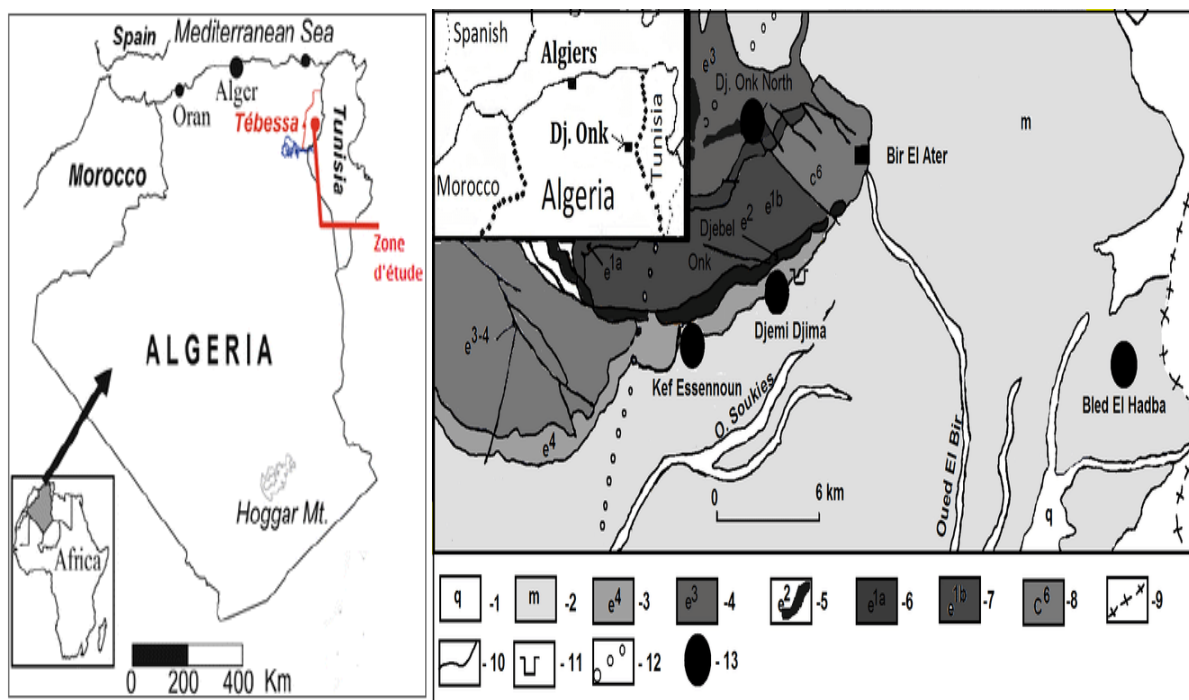 Spain
Mediterranean Sea
Alger
Oran
Tébessa
Tunisia
Morocco
Zone
d'étude
ALGERIA
Hoggar Mt.
Africa
0 200 400 Km
Spanish
Algiers
Dj. Onk
Tunisia
Morocco
Algeria
e3
Dj. Onk North
m
Bir El Ater
c6
e1b
e2
Djebel
Onk
e1a
Djemi Djima
e3-4
Kef Essennoun
O. Soukies
Bled El Hadba
e4
Oued El Bir
0 6 km
q
q -1 m -2 e4 -3 e3 -4 e2 -5 e1a -6 e1b -7 C6 -8 -9
- 10 - 11 - 12 - 13